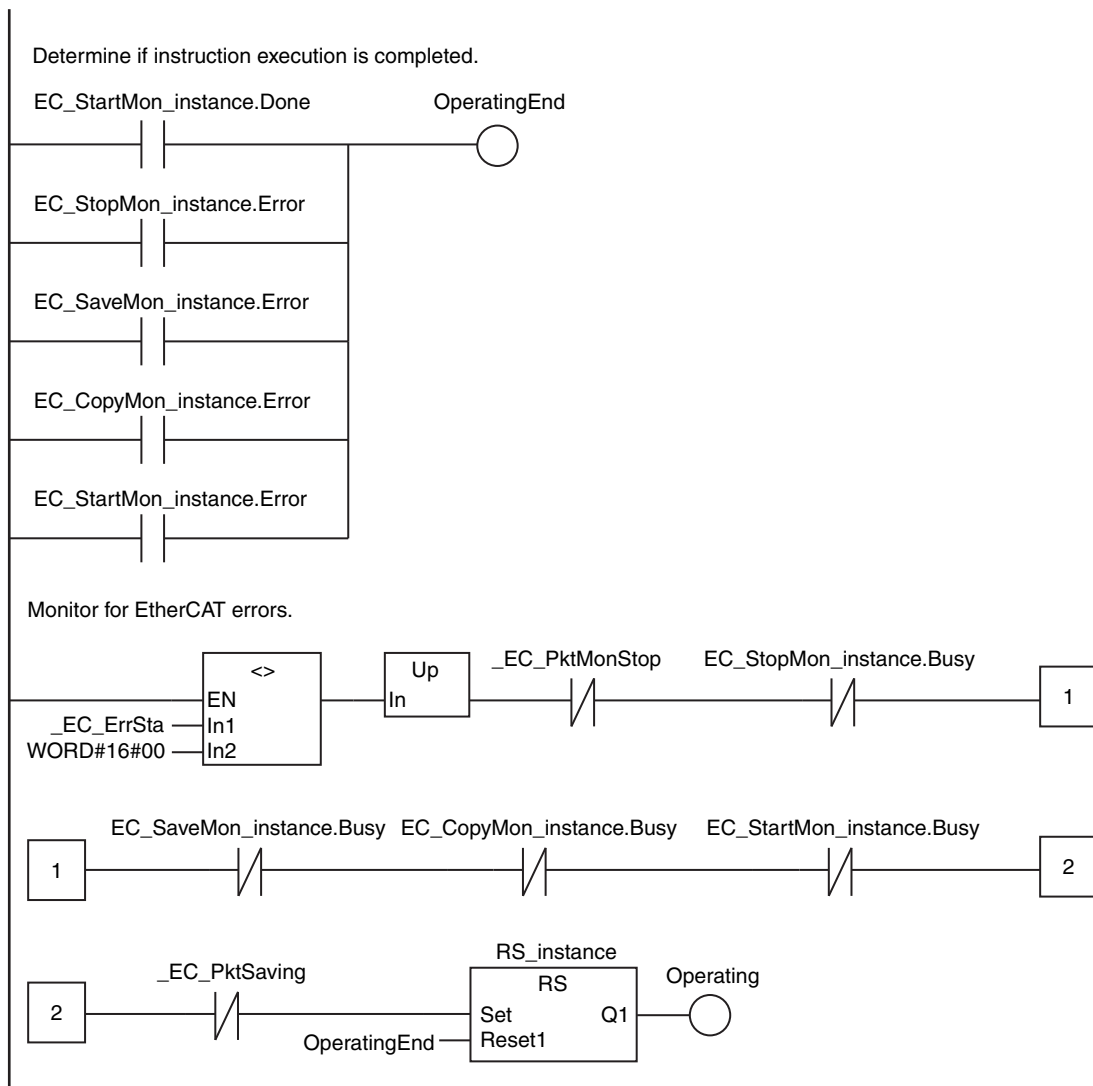 Determine if instruction execution is completed.
EC_StartMon_instance.Done OperatingEnd
EC_StopMon_instance.Error
EC_SaveMon_instance.Error
EC_CopyMon_instance.Error
EC_StartMon_instance.Error
Monitor for EtherCAT errors.
<> Up _EC_PktMonStop EC_StopMon_instance.Busy
EN In 1
_EC_ErrSta In1
WORD#16#00 In2
EC_SaveMon_instance.Busy EC_CopyMon_instance.Busy EC_StartMon_instance.Busy
1 2
RS_instance
_EC_PktSaving RS Operating
2 Set Q1
OperatingEnd Reset1